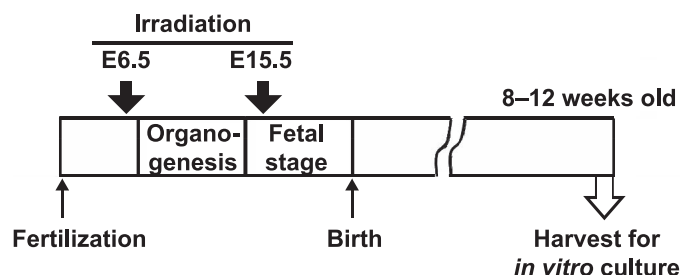 Irradiation
E6.5 E15.5
8–12 weeks old
Organo- Fetal
genesis stage
Fertilization Birth Harvest for
in vitro culture